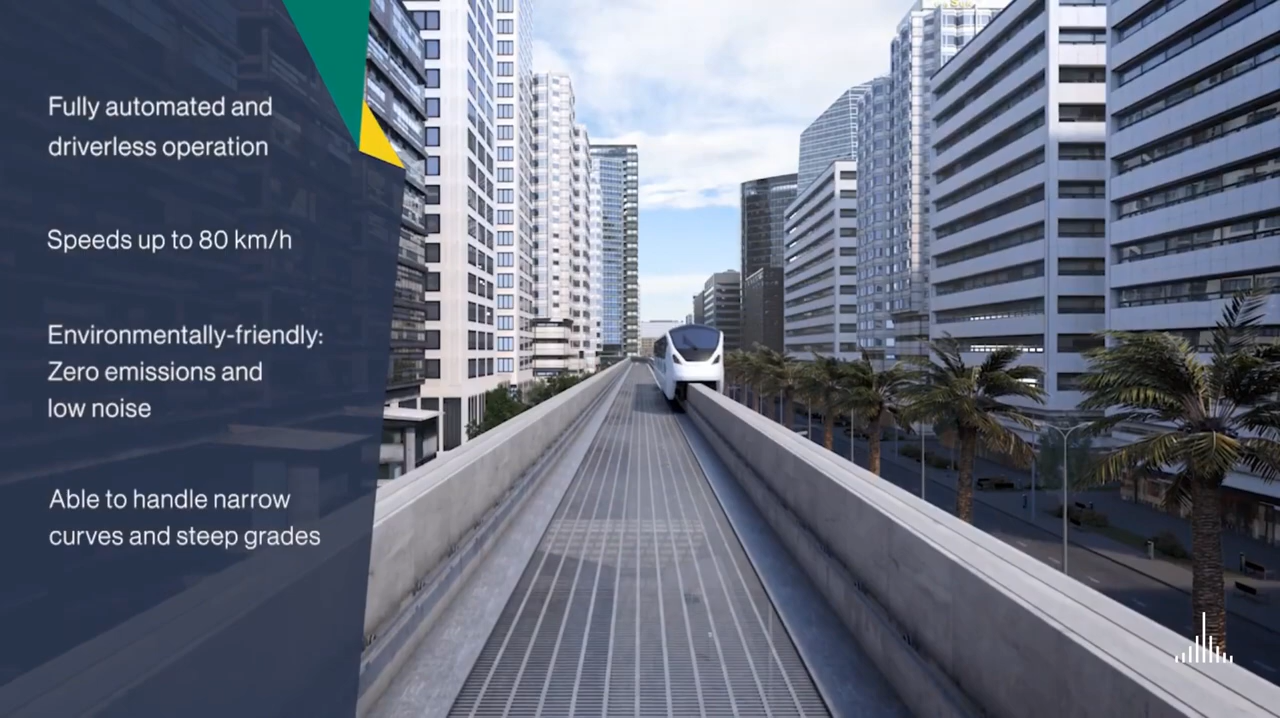 Fully automated and
driverless operation
Speeds up to 80 km/h
Environmentally-friendly:
Zero emissions and
low noise
Able to handle narrow
curves and steep grades